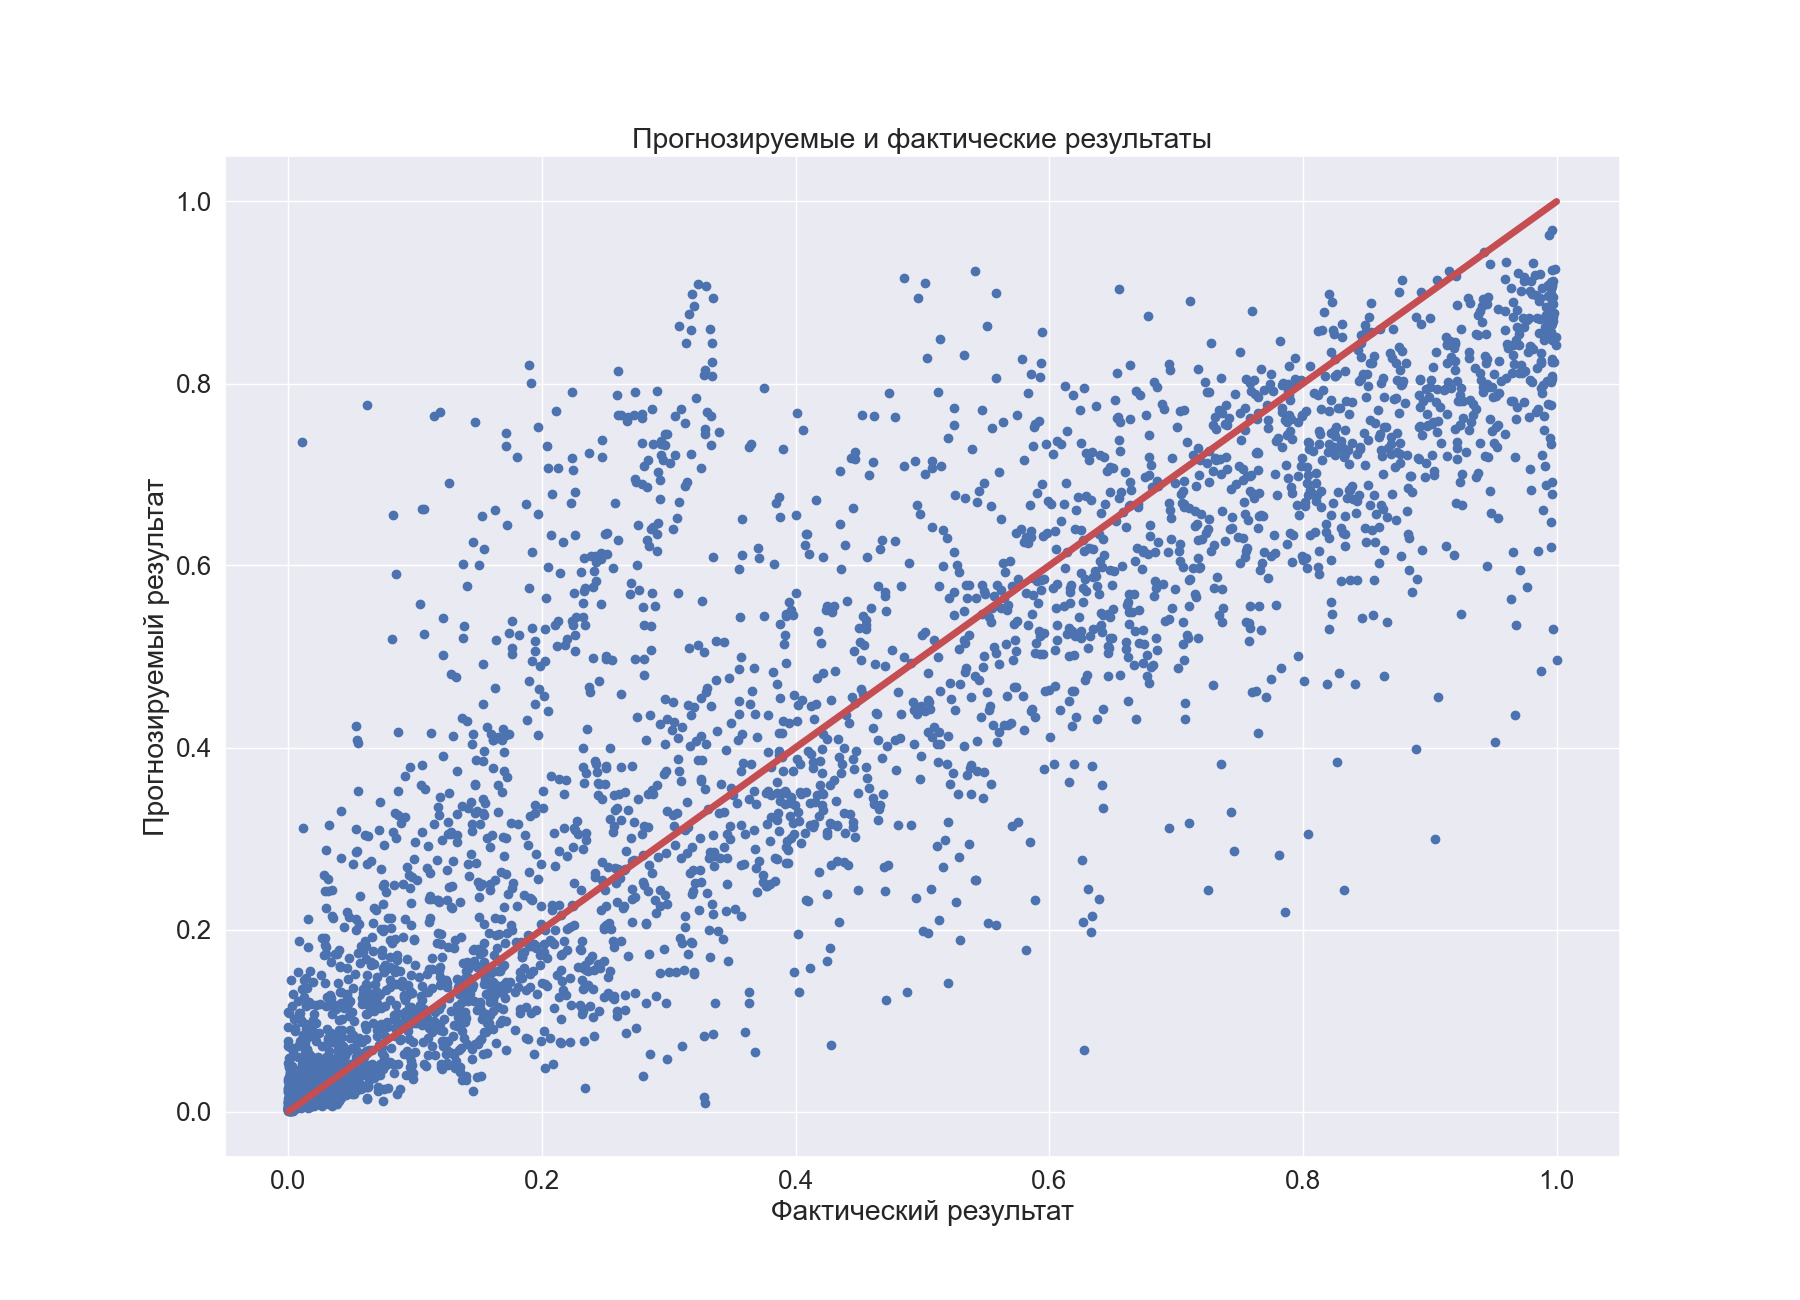 Прогнозируемые и фактические результаты
1.0
0.8
0.6
0.4
0.2
0.0
Прогнозируемый результат
0.0 0.2 0.4 0.6 0.8 1.0
Фактический результат